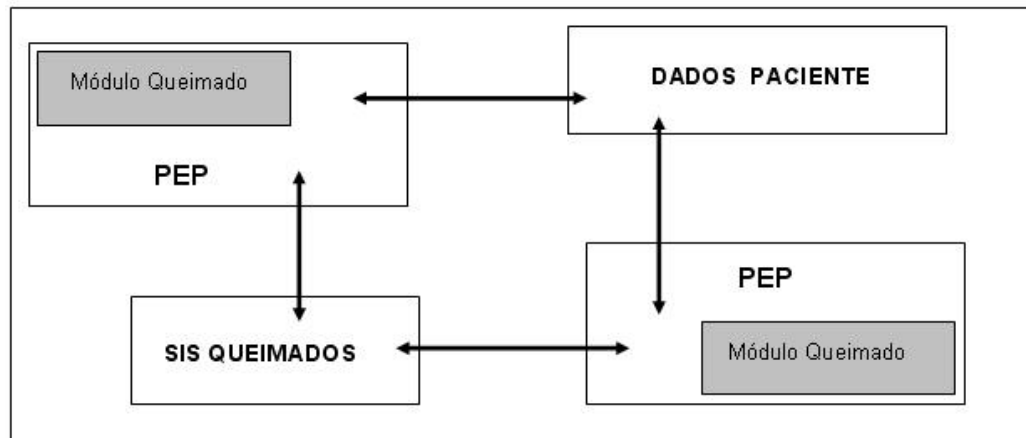 Módulo Queimado
PEP
DADOS PACIENTE
SIS QUEIMADOS
PEP
Módulo Queimado